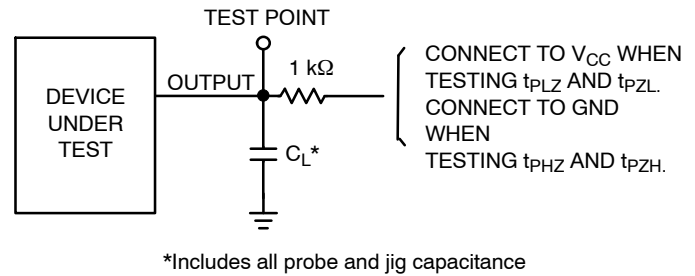 TEST POINT
DEVICE
UNDER
TEST
OUTPUT
1 kΩ
CL*
CONNECT TO VCC WHEN
TESTING tPLZ AND tPZL.
CONNECT TO GND
WHEN
TESTING tPHZ AND tPZH.
*Includes all probe and jig capacitance